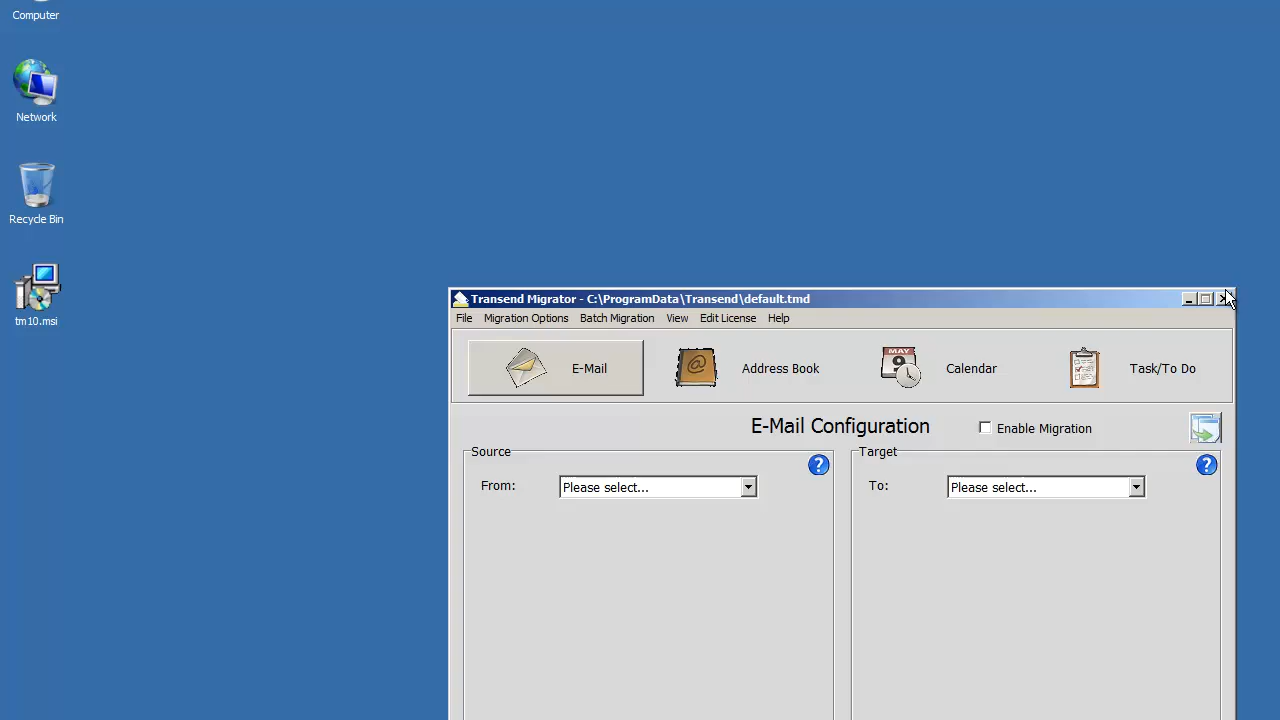 Computer
Network
Recycle Bin
tm10.msi
Transend Migrator - C:\ProgramData\Transend\default.tmd
File Migration Options Batch Migration View Edit License Help
E-Mail Address Book MAY 9 Calendar Task/To Do
E-Mail Configuration Enable Migration
Source Target
From: Please select... To: Please select...